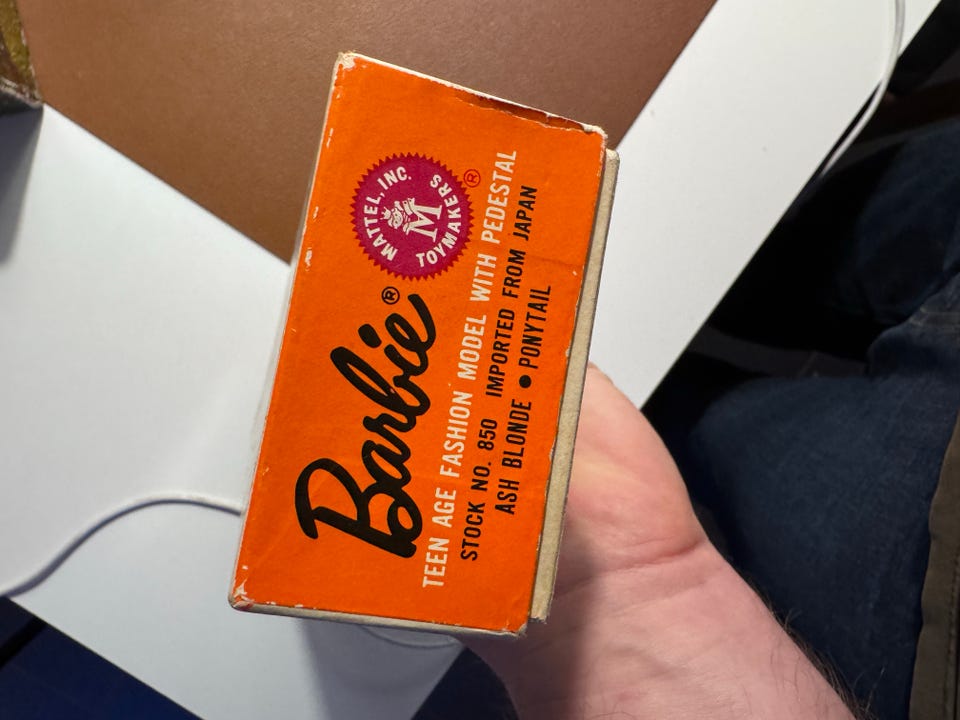 Barbie®
MATTEL, INC.
M
TOYMAKERS
®
TEEN AGE FASHION MODEL WITH PEDESTAL
STOCK NO. 850 IMPORTED FROM JAPAN
ASH BLONDE • PONYTAIL